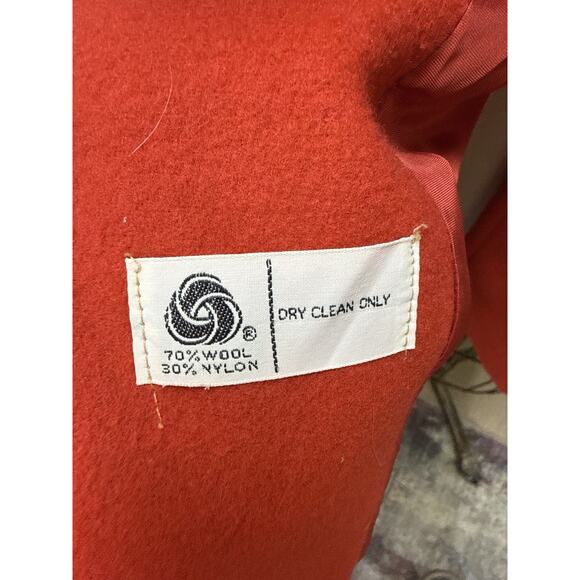 ®
70% WOOL
30% NYLON
DRY CLEAN ONLY